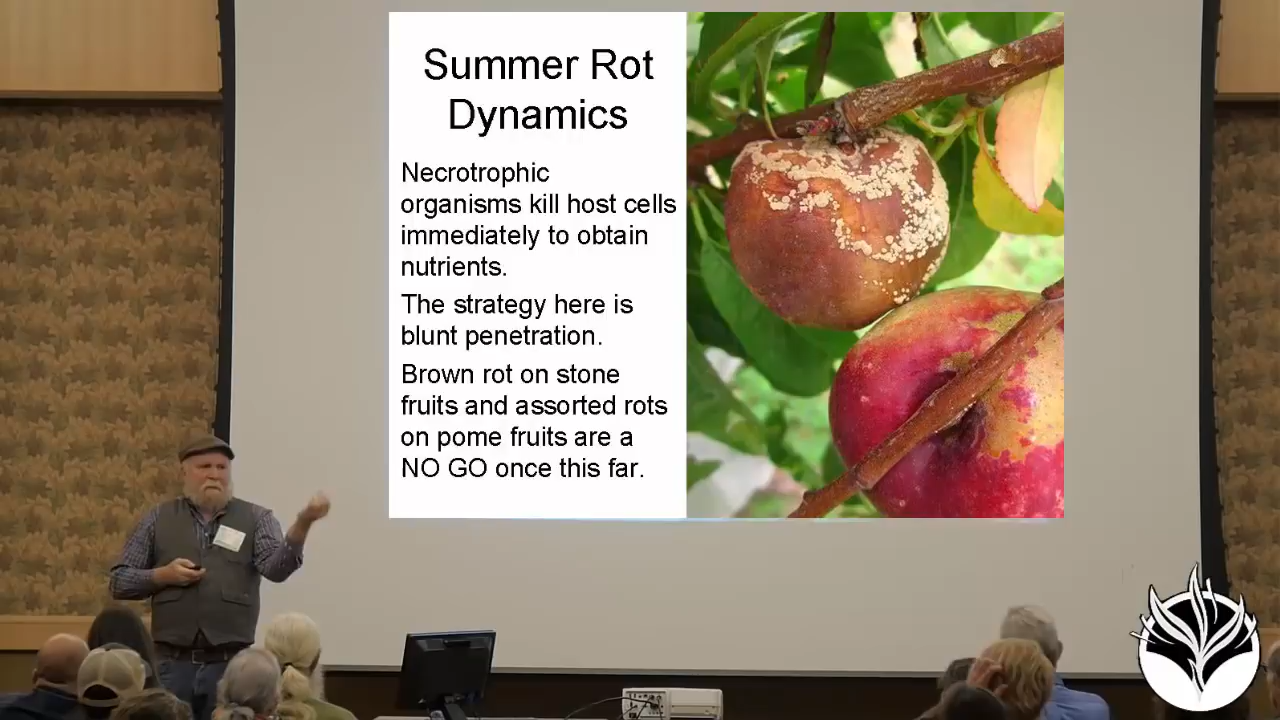 Summer Rot
Dynamics
Necrotrophic
organisms kill host cells
immediately to obtain
nutrients.
The strategy here is
blunt penetration.
Brown rot on stone
fruits and assorted rots
on pome fruits are a
NO GO once this far.